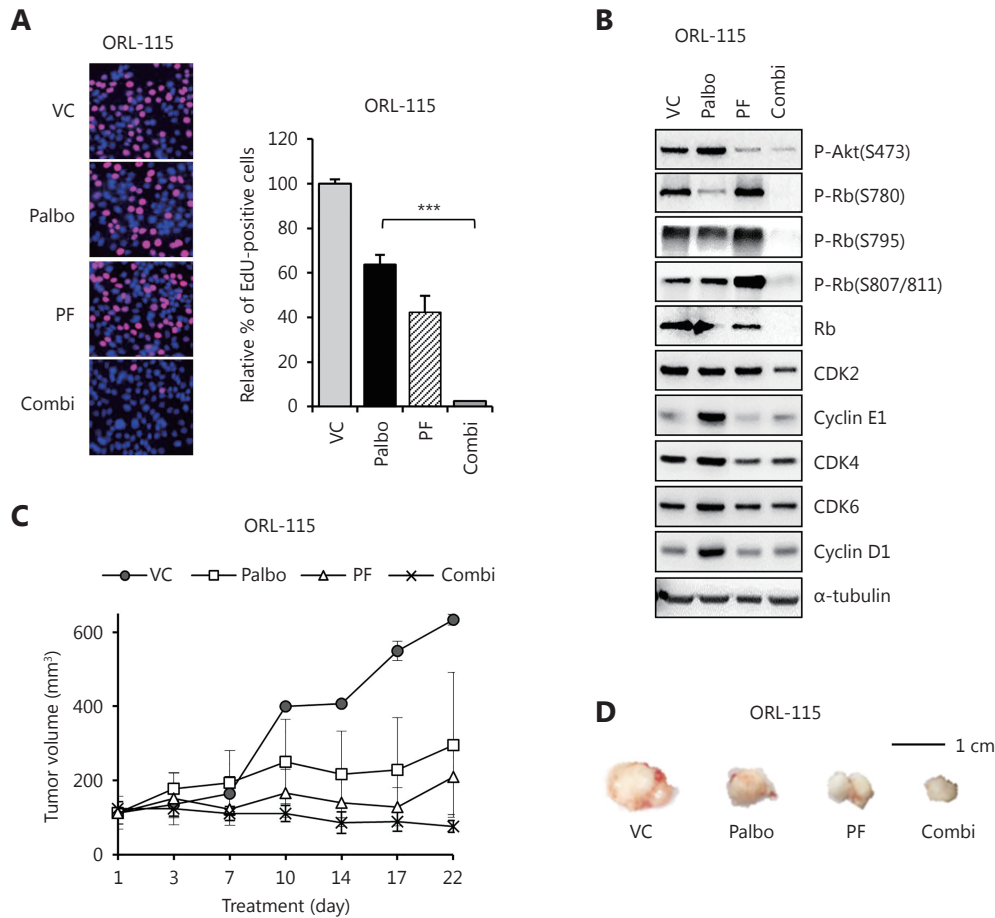 A
ORL-115
VC
Palbo
PF
Combi
ORL-115
Relative % of EdU-positive cells
120
100
80
60
40
20
0
***
VC
Palbo
PF
Combi
B
ORL-115
VC
Palbo
PF
Combi
P-Akt(S473)
P-Rb(S780)
P-Rb(S795)
P-Rb(S807/811)
Rb
CDK2
Cyclin E1
CDK4
CDK6
Cyclin D1
α-tubulin
C
ORL-115
VC Palbo PF Combi
Tumor volume (mm³)
600
400
200
0
1 3 7 10 14 17 22
Treatment (day)
D
ORL-115
1 cm
VC Palbo PF Combi